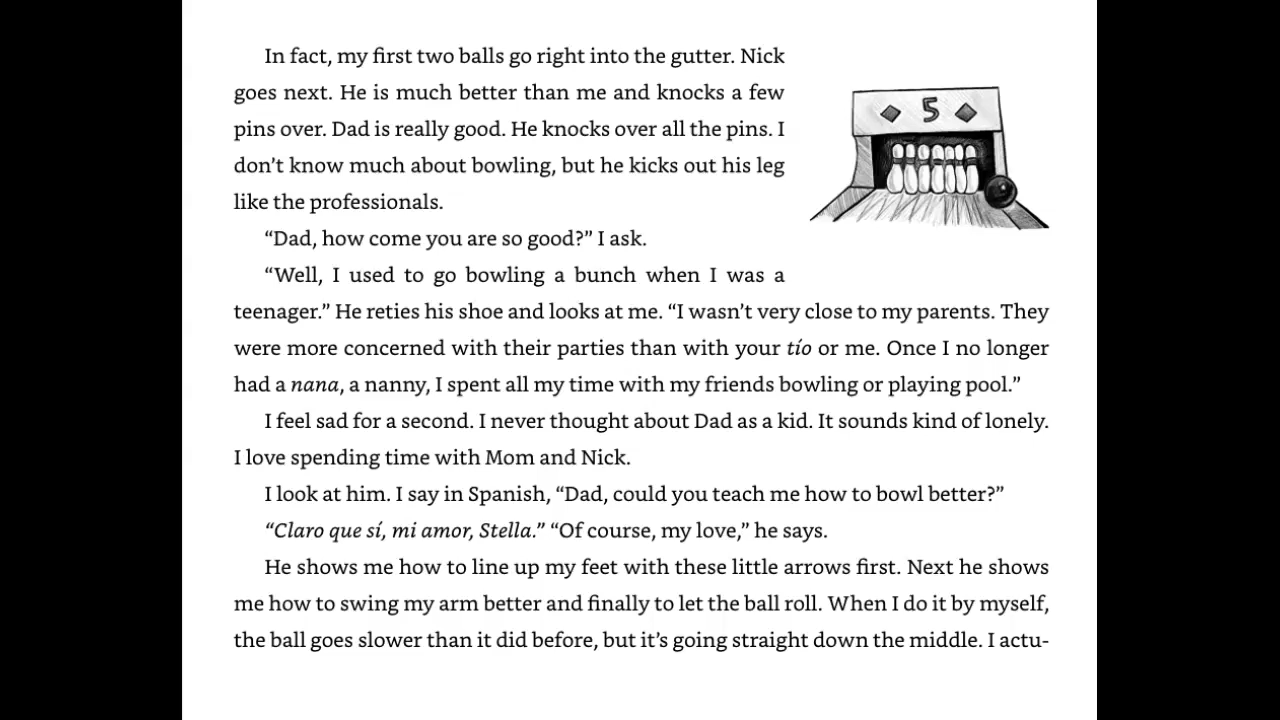 In fact, my first two balls go right into the gutter. Nick
goes next. He is much better than me and knocks a few
pins over. Dad is really good. He knocks over all the pins. I
don’t know much about bowling, but he kicks out his leg
like the professionals.
5
“Dad, how come you are so good?” I ask.
“Well, I used to go bowling a bunch when I was a
teenager.” He reties his shoe and looks at me. “I wasn’t very close to my parents. They
were more concerned with their parties than with your tío or me. Once I no longer
had a nana, a nanny, I spent all my time with my friends bowling or playing pool.”
I feel sad for a second. I never thought about Dad as a kid. It sounds kind of lonely.
I love spending time with Mom and Nick.
I look at him. I say in Spanish, “Dad, could you teach me how to bowl better?”
“Claro que sí, mi amor, Stella.” “Of course, my love,” he says.
He shows me how to line up my feet with these little arrows first. Next he shows
me how to swing my arm better and finally to let the ball roll. When I do it by myself,
the ball goes slower than it did before, but it’s going straight down the middle. I actu-